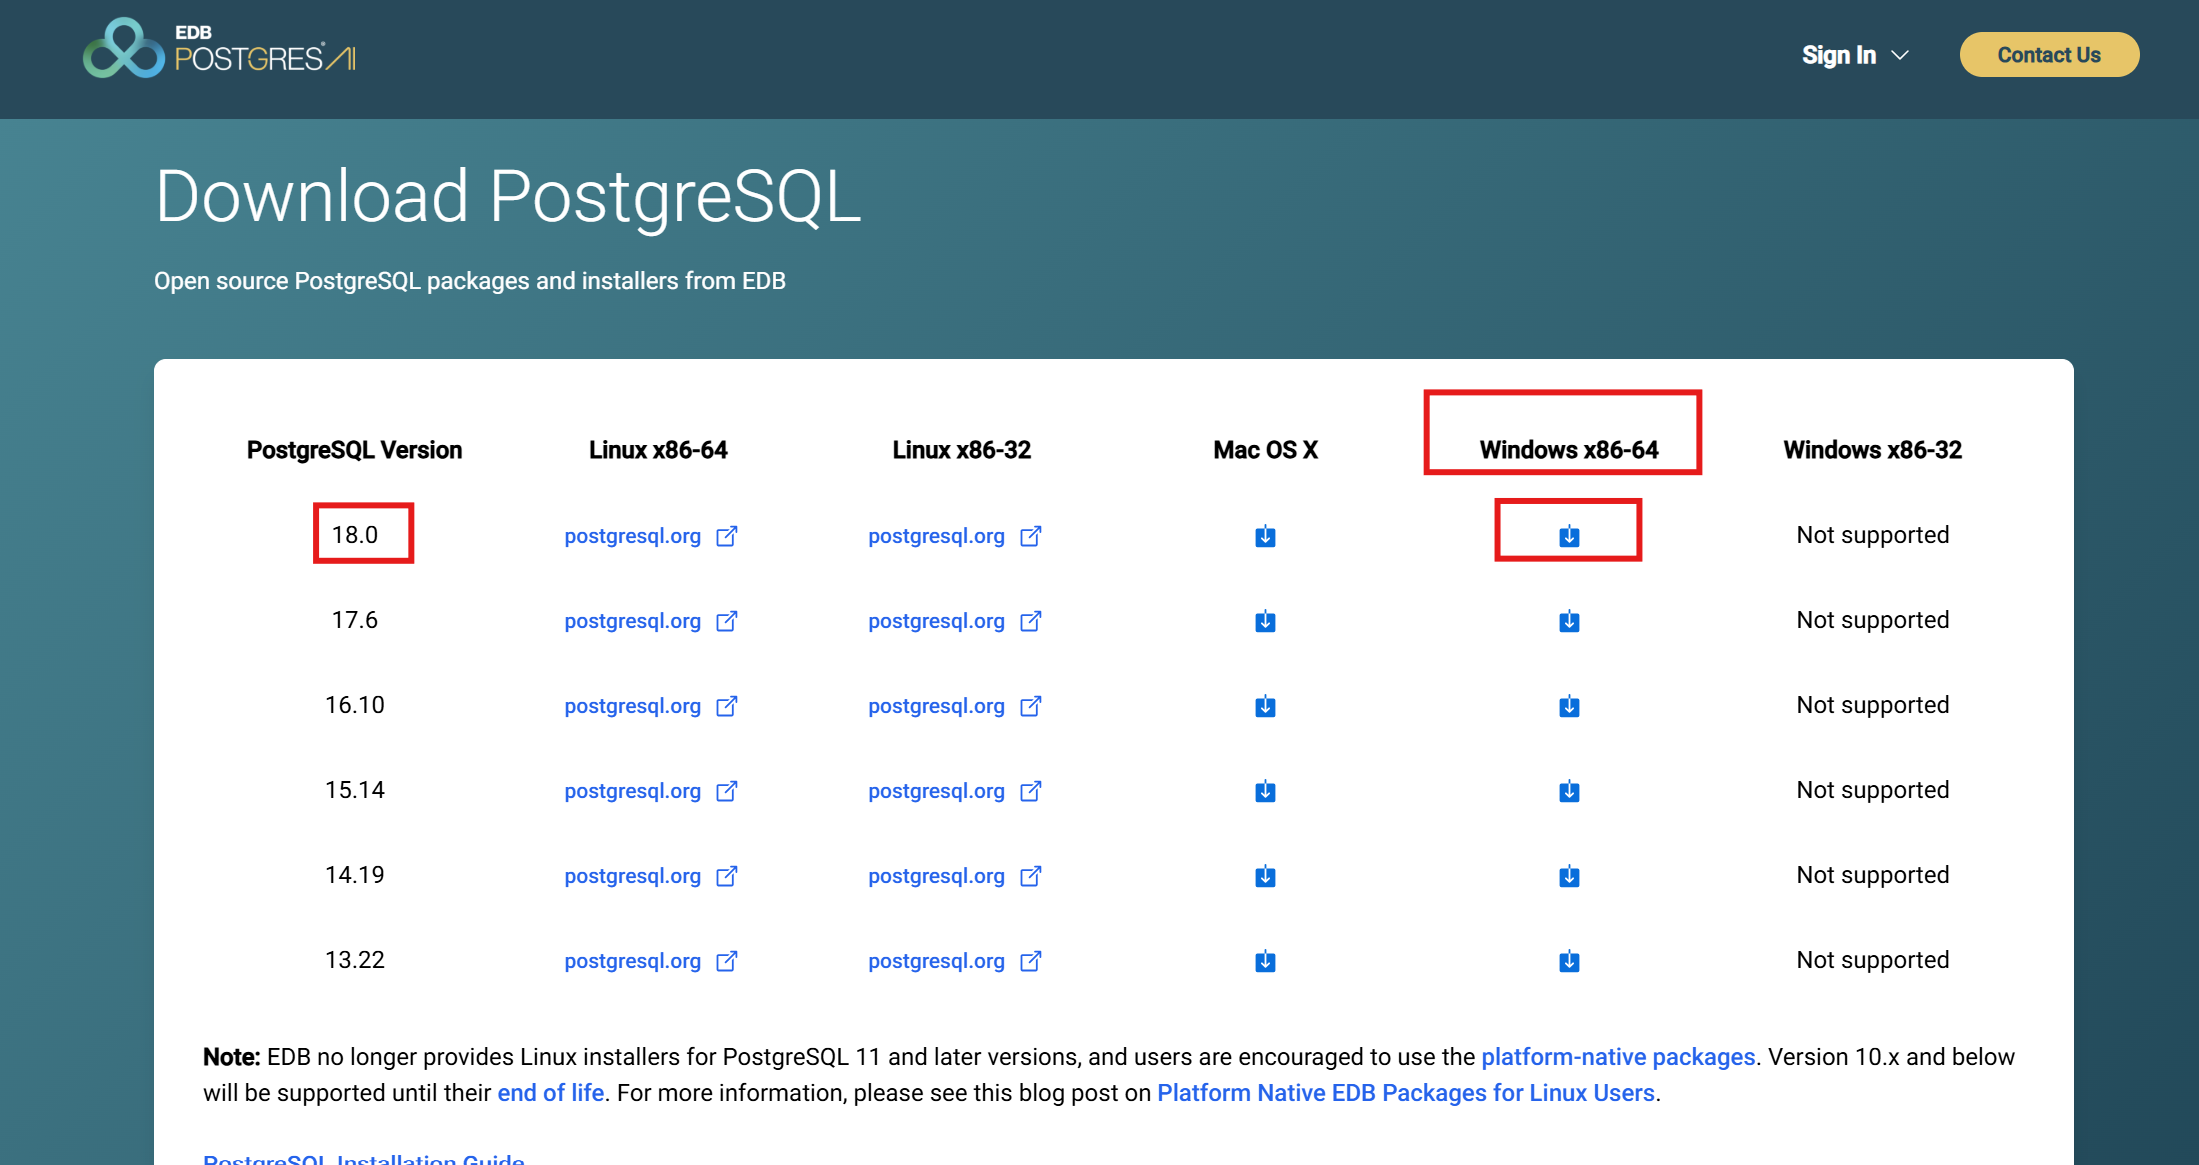 EDB
POSTGRES® AI
Sign In
Contact Us
Download PostgreSQL
Open source PostgreSQL packages and installers from EDB
PostgreSQL Version Linux x86-64 Linux x86-32 Mac OS X Windows x86-64 Windows x86-32
18.0 postgresql.org postgresql.org Not supported
17.6 postgresql.org postgresql.org Not supported
16.10 postgresql.org postgresql.org Not supported
15.14 postgresql.org postgresql.org Not supported
14.19 postgresql.org postgresql.org Not supported
13.22 postgresql.org postgresql.org Not supported
Note: EDB no longer provides Linux installers for PostgreSQL 11 and later versions, and users are encouraged to use the platform-native packages. Version 10.x and below
will be supported until their end of life. For more information, please see this blog post on Platform Native EDB Packages for Linux Users.
PostgreSQL Installation Guide